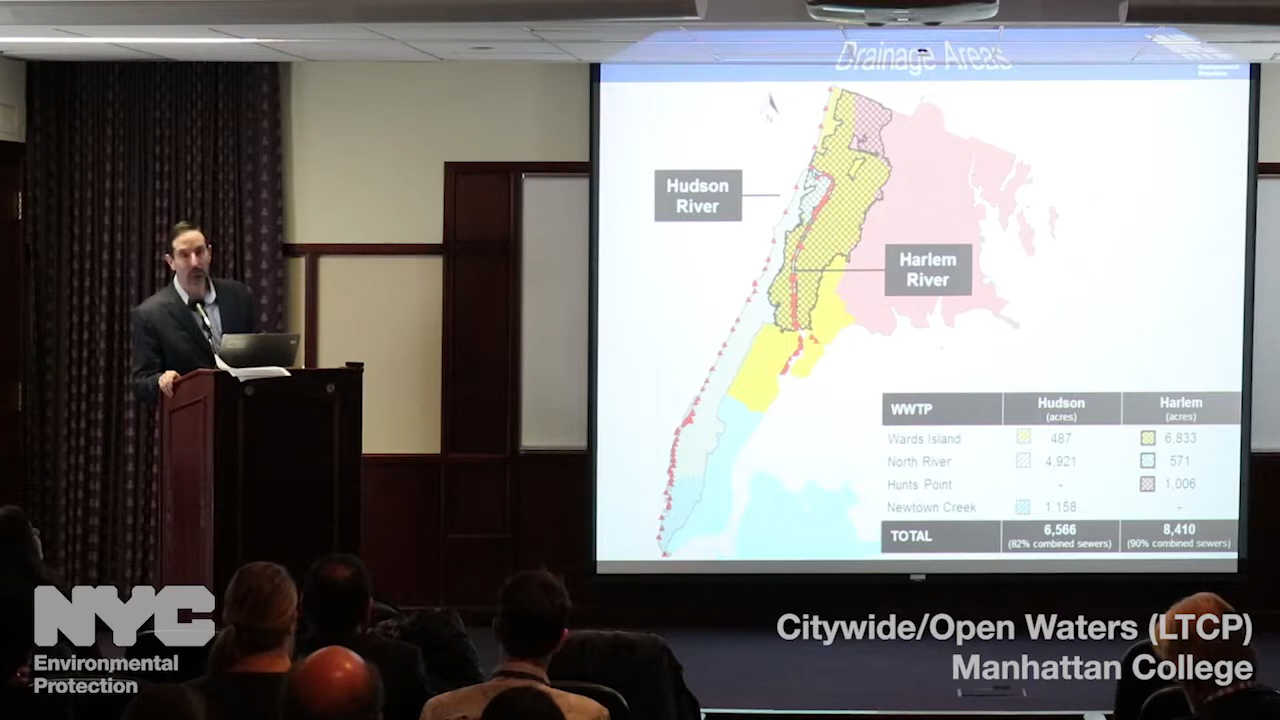 Drainage Areas
Environmental
Protection
Hudson
River
Harlem
River
WWTP Hudson (acres) Harlem (acres)
Wards Island 487 6,833
North River 4,921 571
Hunts Point - 1,006
Newtown Creek 1,158 -
TOTAL 6,566 (82% combined sewers) 8,410 (90% combined sewers)
NYC
Environmental
Protection
Citywide/Open Waters (LTCP)
Manhattan College